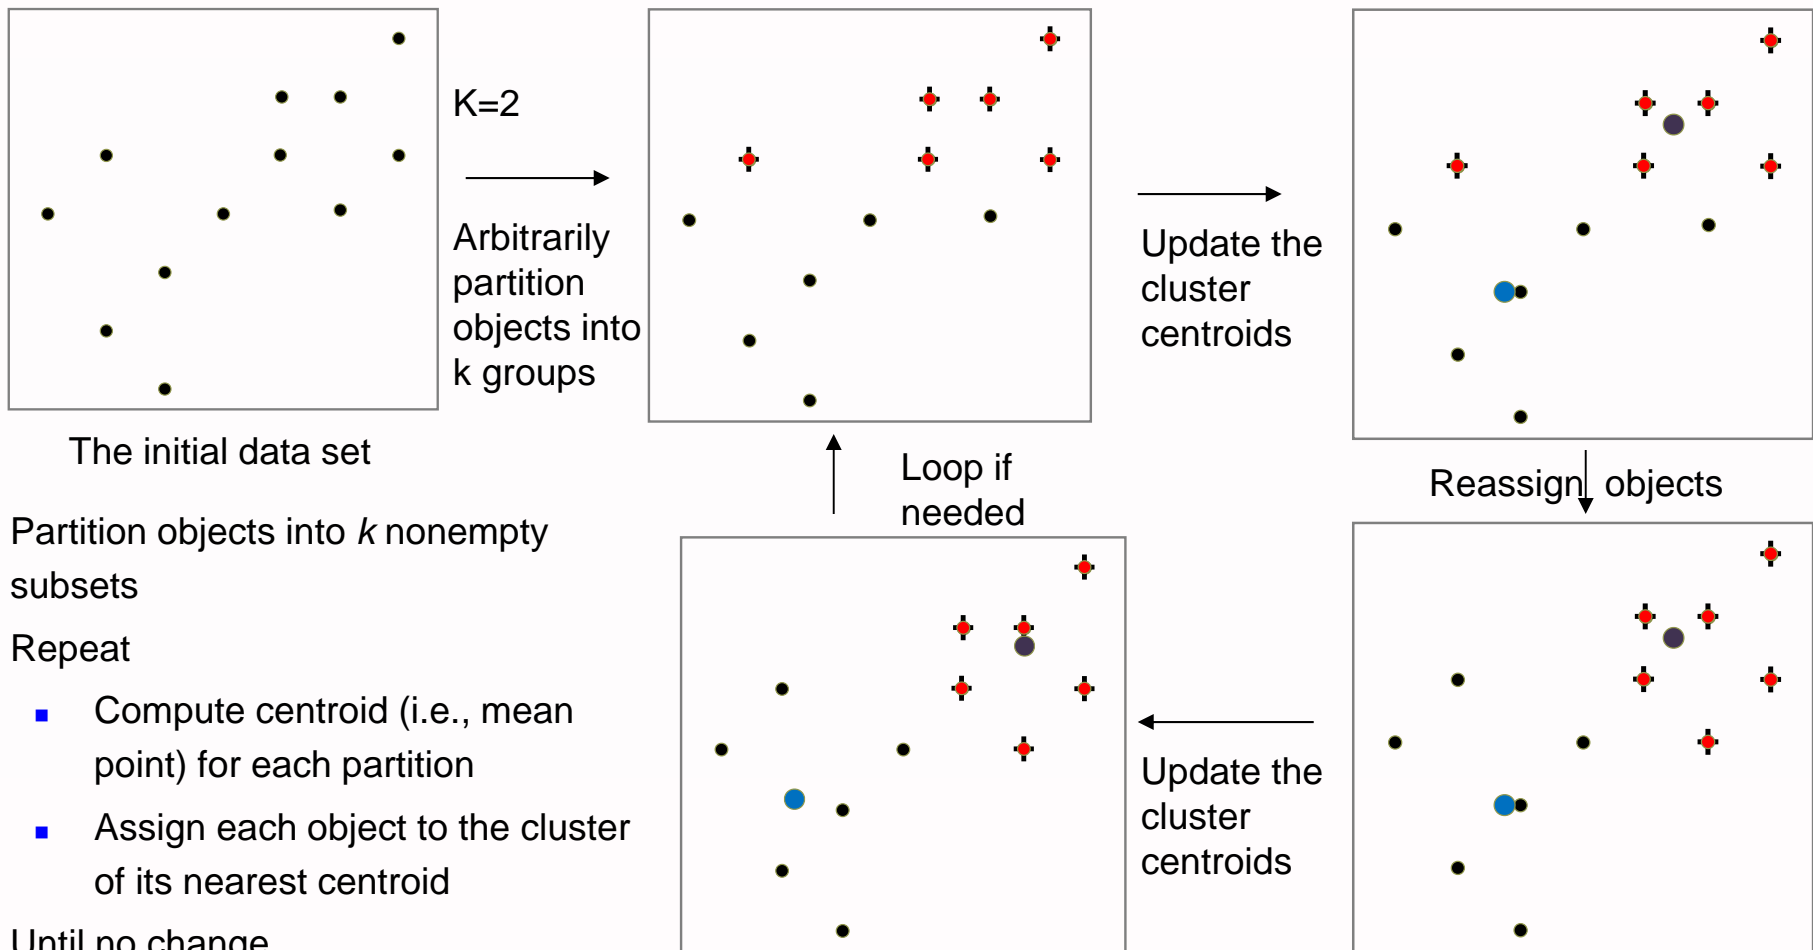 K=2
Arbitrarily
partition
objects into
k groups
Update the
cluster
centroids
The initial data set
Loop if
needed
Reassign objects
Partition objects into k nonempty
subsets
Repeat
Compute centroid (i.e., mean
point) for each partition
Assign each object to the cluster
of its nearest centroid
Until no change
Update the
cluster
centroids